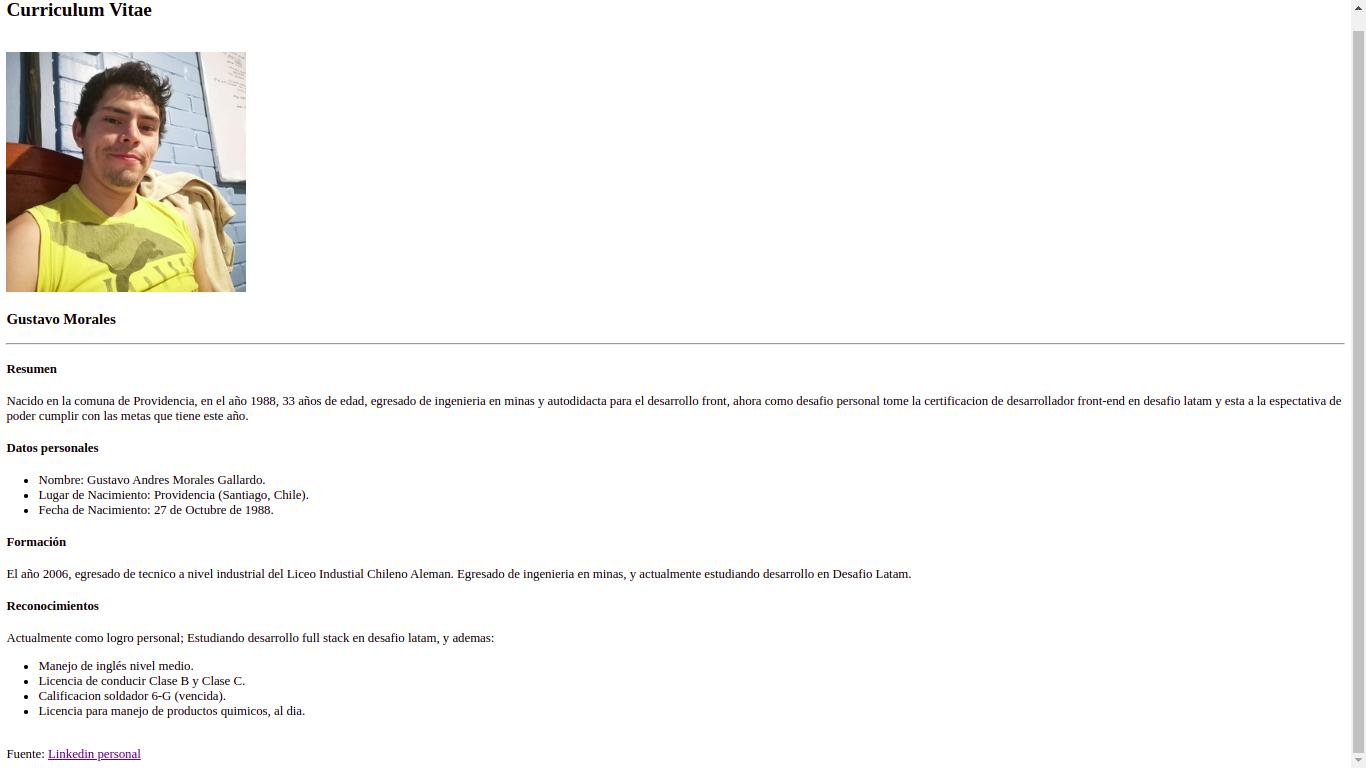 Curriculum Vitae
Gustavo Morales
Resumen
Nacido en la comuna de Providencia, en el año 1988, 33 años de edad, egresado de ingenieria en minas y autodidacta para el desarrollo front, ahora como desafio personal tome la certificacion de desarrollador front-end en desafio latam y esta a la espectativa de
poder cumplir con las metas que tiene este año.
Datos personales
• Nombre: Gustavo Andres Morales Gallardo.
• Lugar de Nacimiento: Providencia (Santiago, Chile).
• Fecha de Nacimiento: 27 de Octubre de 1988.
Formación
El año 2006, egresado de tecnico a nivel industrial del Liceo Industial Chileno Aleman. Egresado de ingenieria en minas, y actualmente estudiando desarrollo en Desafio Latam.
Reconocimientos
Actualmente como logro personal; Estudiando desarrollo full stack en desafio latam, y ademas:
• Manejo de inglés nivel medio.
• Licencia de conducir Clase B y Clase C.
• Calificacion soldador 6-G (vencida).
• Licencia para manejo de productos quimicos, al dia.
Fuente: Linkedin personal